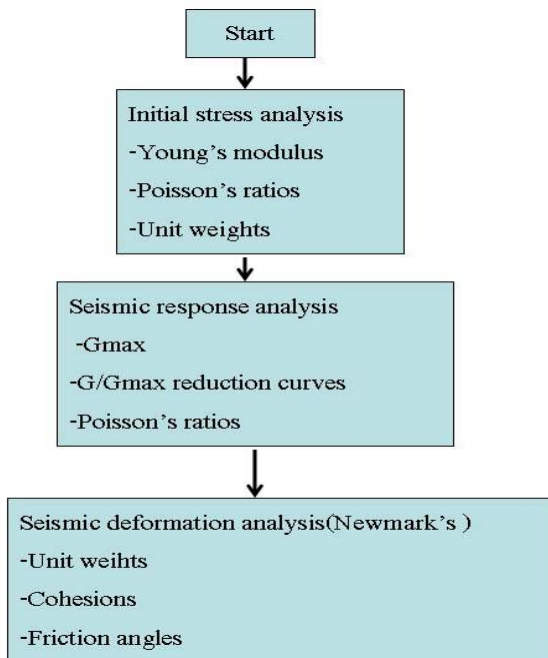 Start
Initial stress analysis
-Young's modulus
-Poisson's ratios
-Unit weights
Seismic response analysis
-Gmax
-G/Gmax reduction curves
-Poisson's ratios
Seismic deformation analysis(Newmark's )
-Unit weihts
-Cohesions
-Friction angles